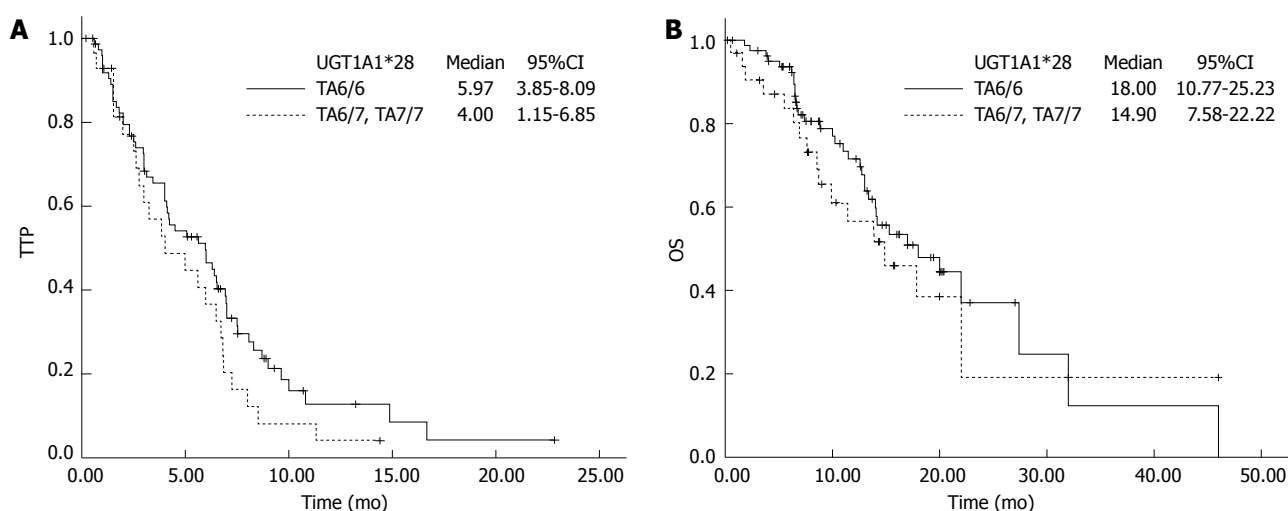 A
UGT1A1*28 Median 95%CI
TA6/6 5.97 3.85-8.09
TA6/7, TA7/7 4.00 1.15-6.85
1.0
0.8
0.6
0.4
0.2
0.0
TTP
0.00 5.00 10.00 15.00 20.00 25.00
Time (mo)
B
UGT1A1*28 Median 95%CI
TA6/6 18.00 10.77-25.23
TA6/7, TA7/7 14.90 7.58-22.22
1.0
0.8
0.6
0.4
0.2
0.0
OS
0.00 10.00 20.00 30.00 40.00 50.00
Time (mo)